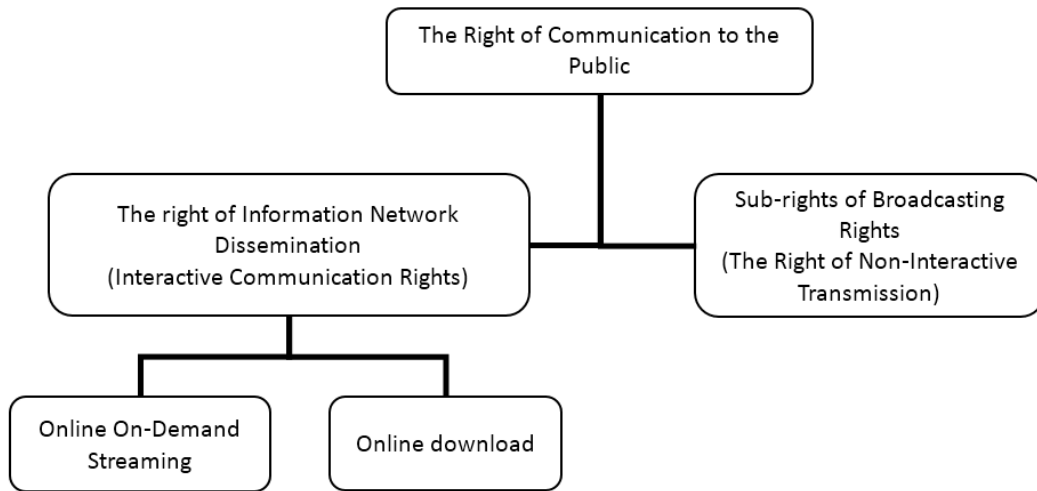 The Right of Communication to the
Public
The right of Information Network
Dissemination
(Interactive Communication Rights)
Sub-rights of Broadcasting
Rights
(The Right of Non-Interactive
Transmission)
Online On-Demand
Streaming
Online download